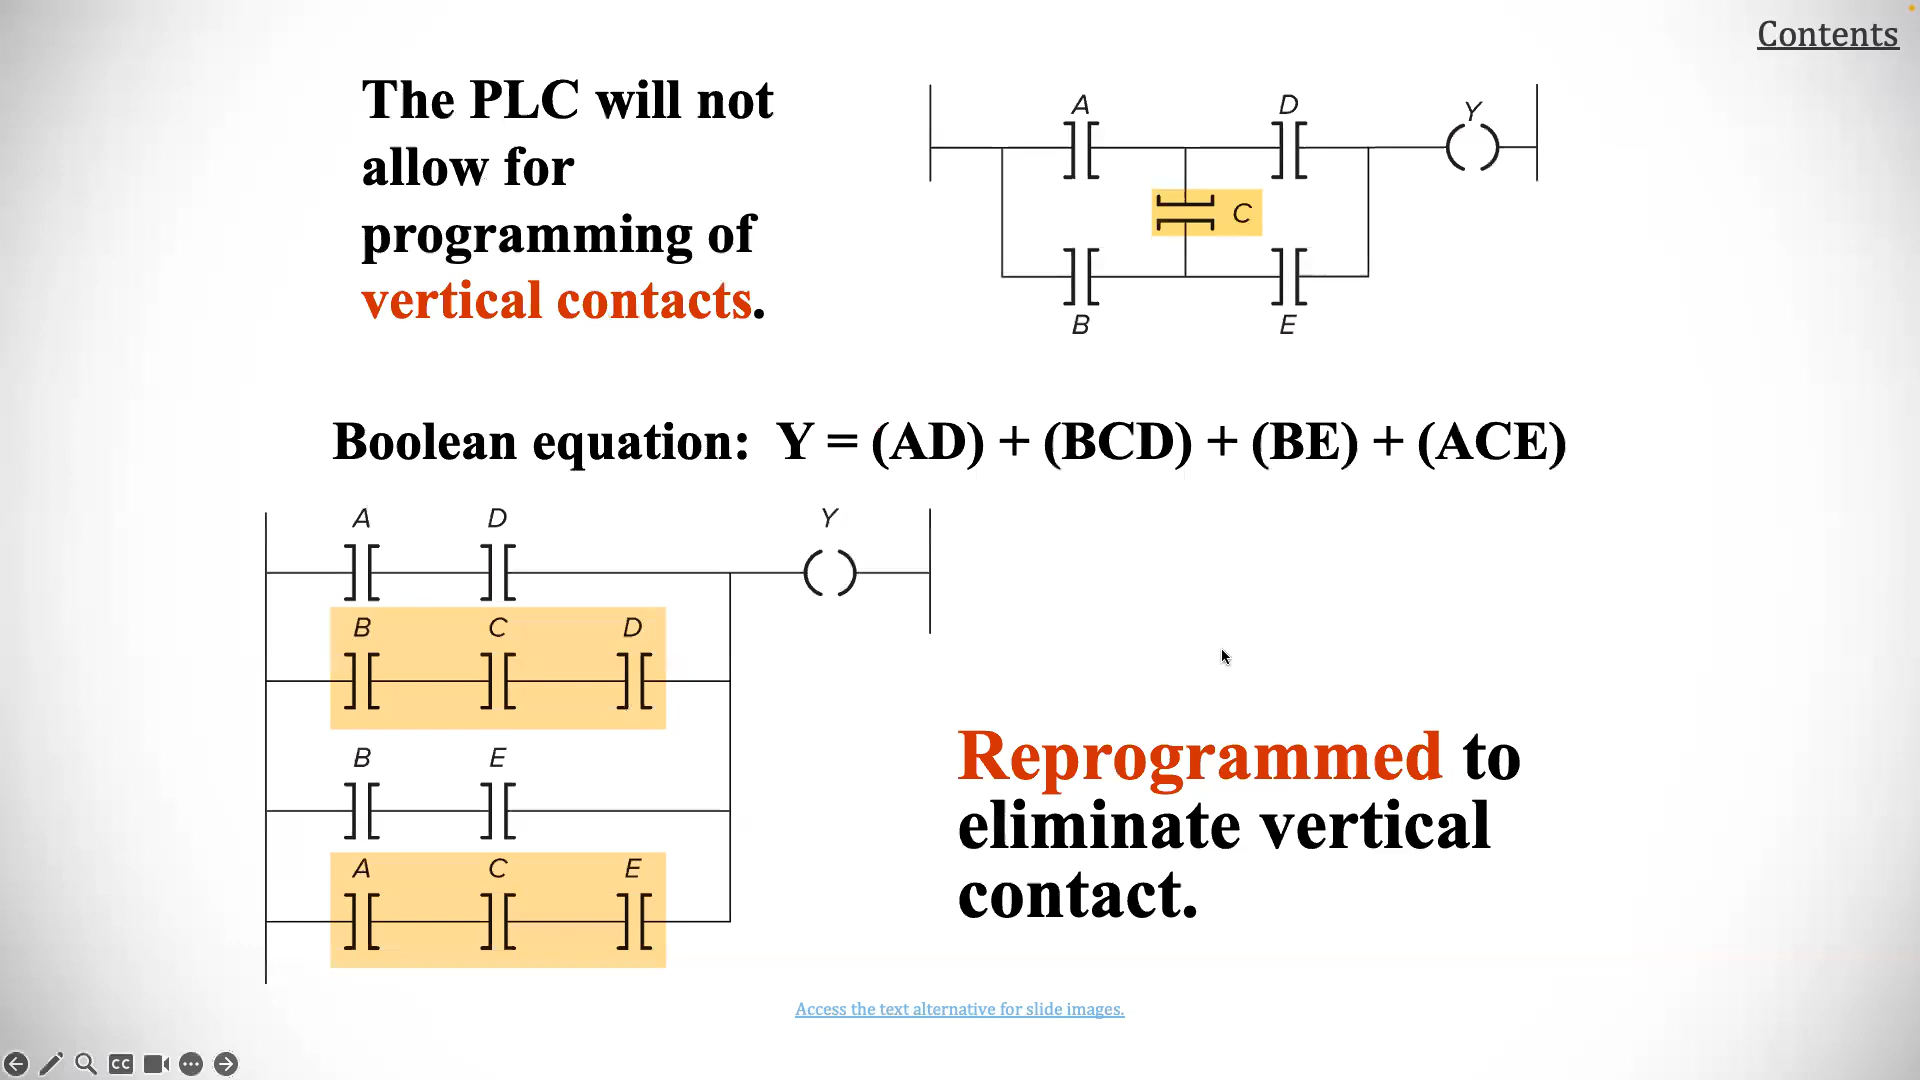 Contents
The PLC will not
allow for
programming of
vertical contacts.
A D Y
C
B E
Boolean equation: Y = (AD) + (BCD) + (BE) + (ACE)
A D Y
B C D
B E
A C E
Reprogrammed to
eliminate vertical
contact.
Access the text alternative for slide images.
CC